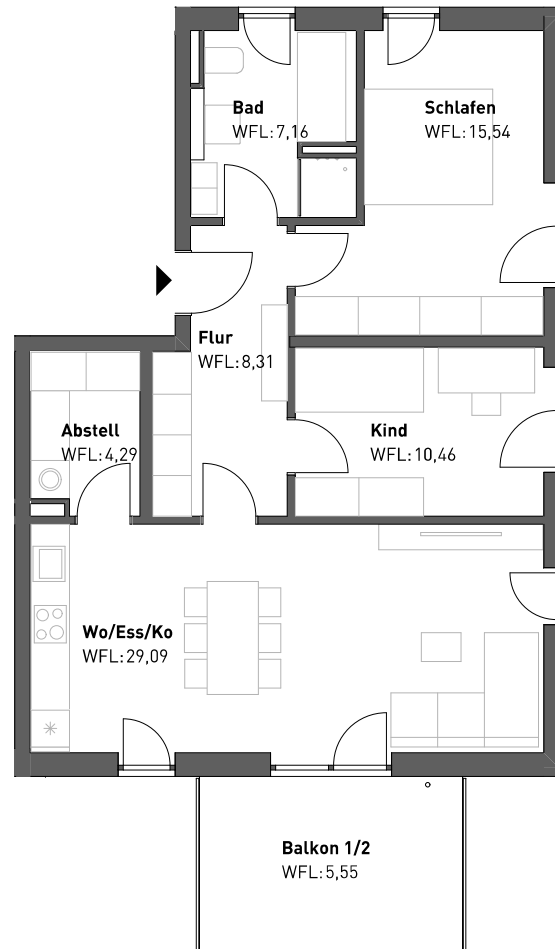 Bad
WFL: 7,16
Schlafen
WFL: 15,54
Flur
WFL: 8,31
Abstell
WFL: 4,29
Kind
WFL: 10,46
Wo/Ess/Ko
WFL: 29,09
Balkon 1/2
WFL: 5,55